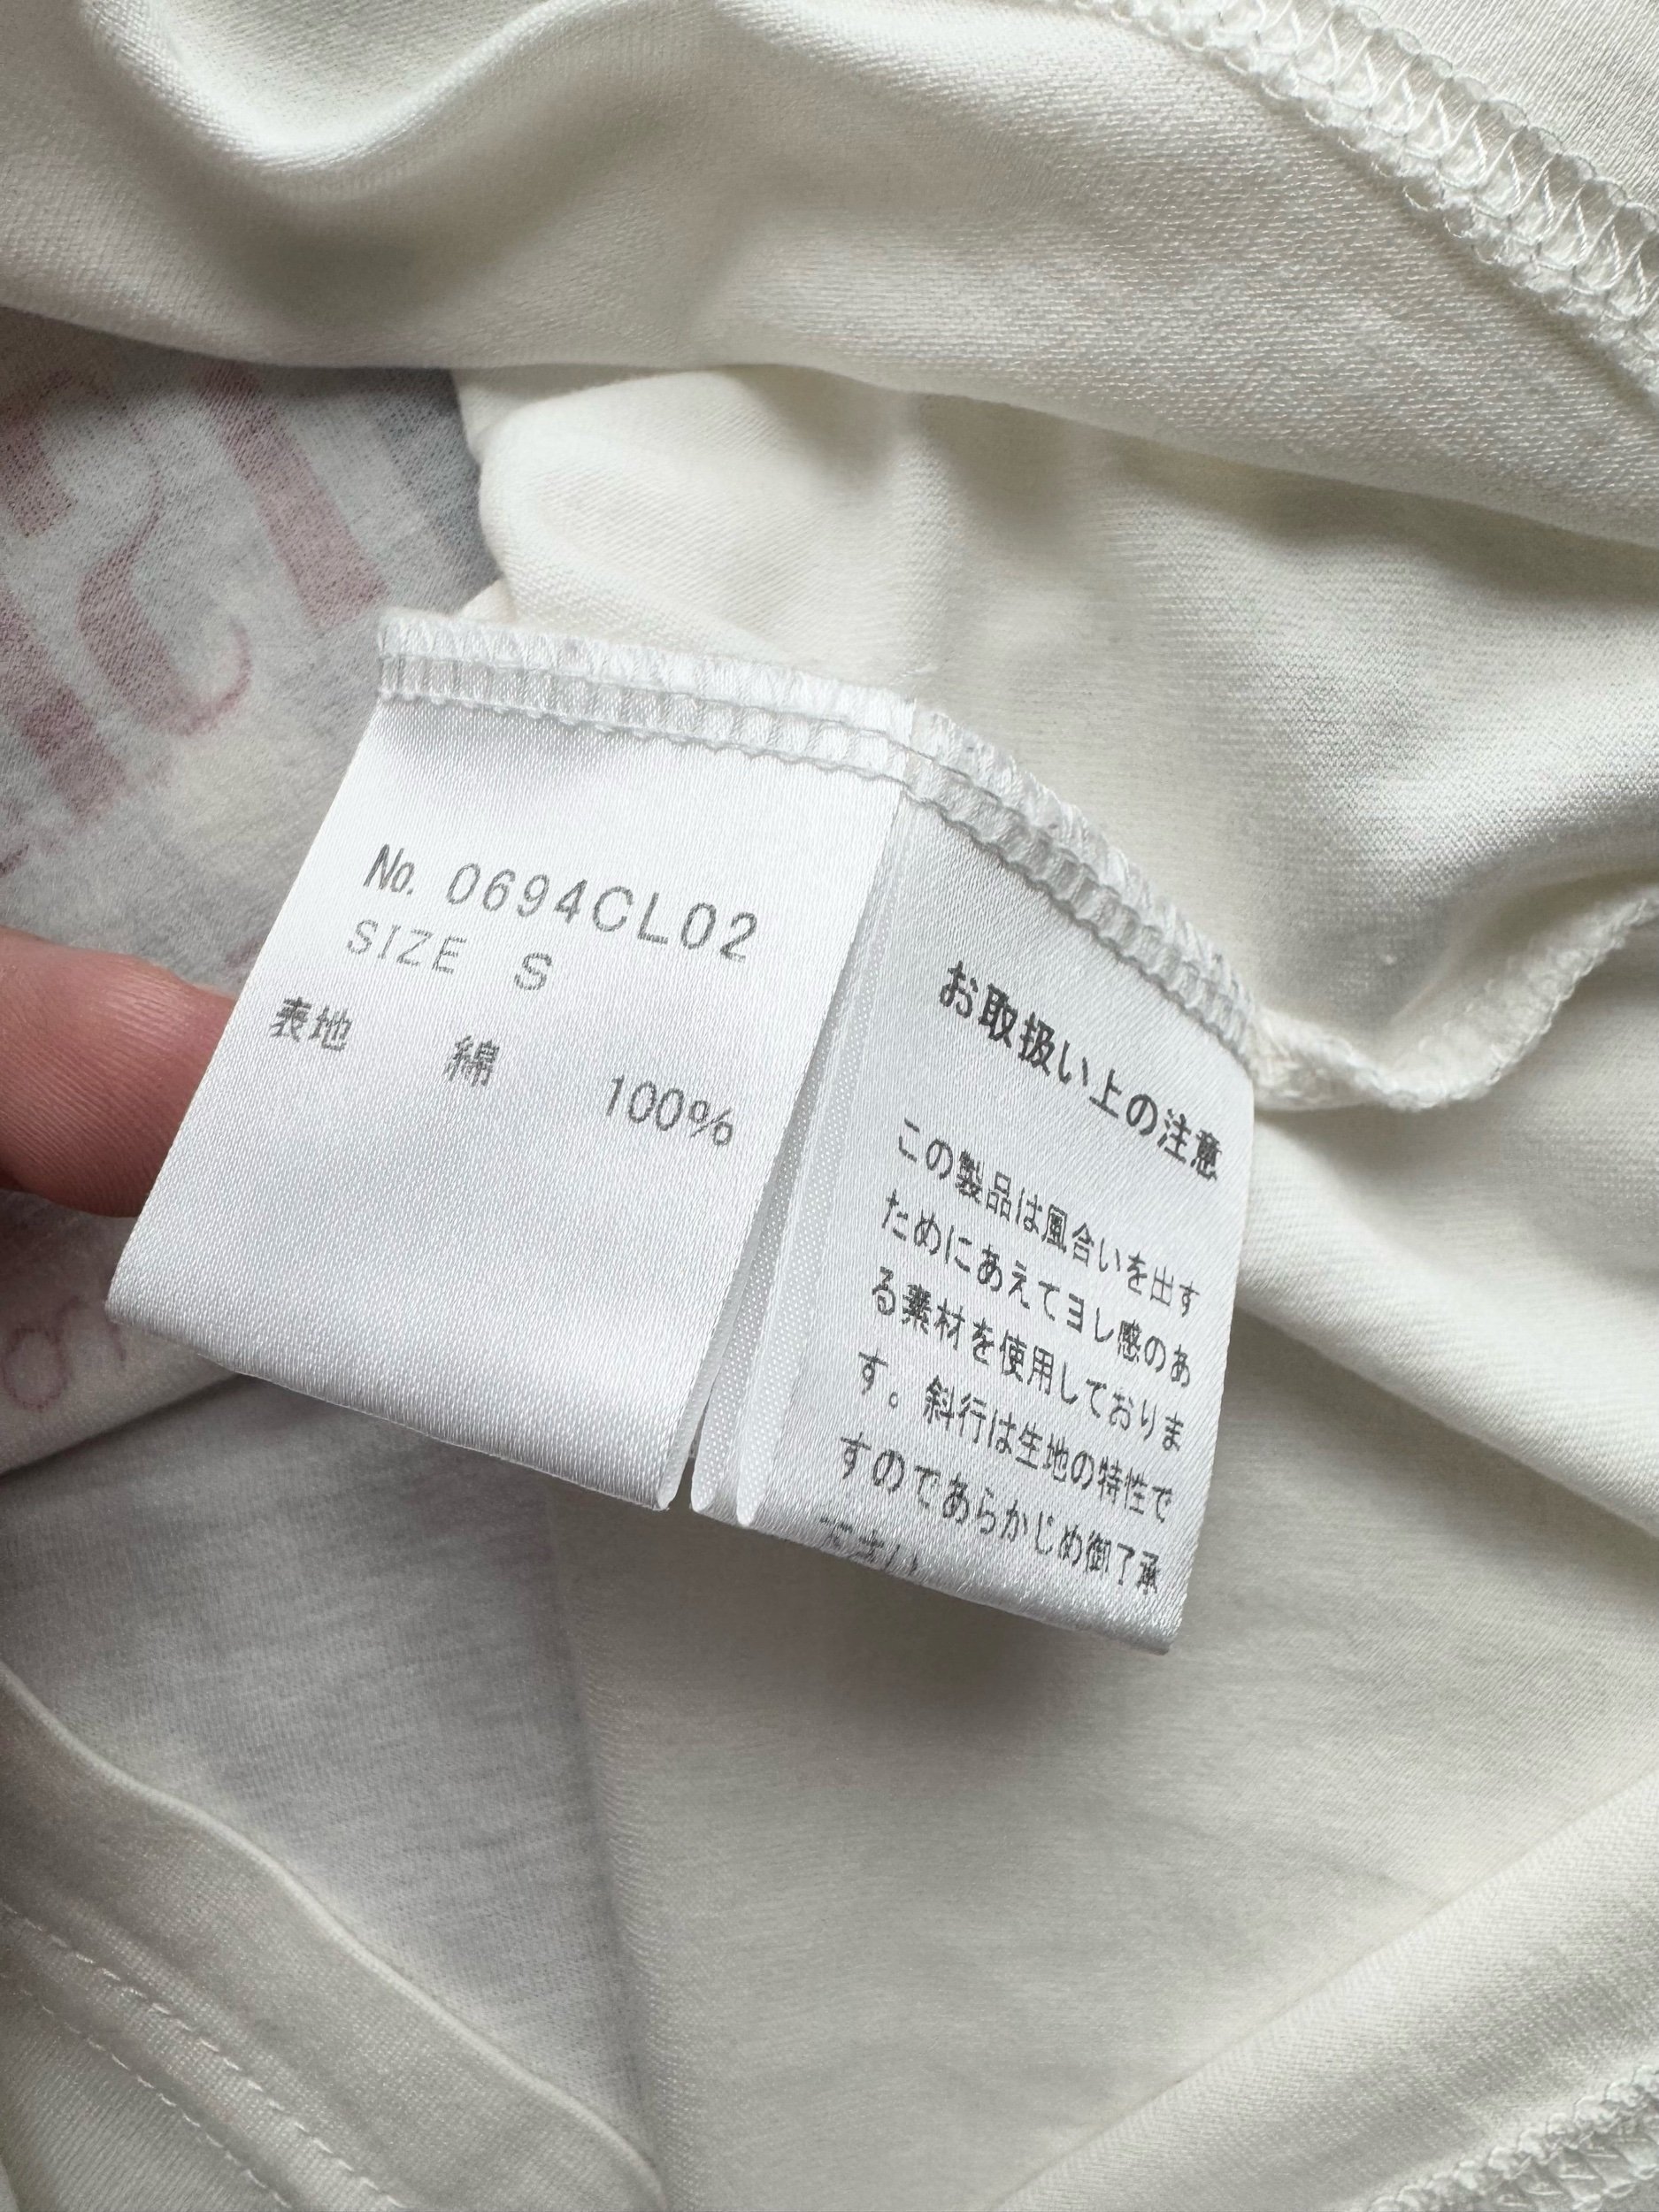 No. 0694CL02
SIZE S
表地 綿 100%
お取扱い上の注意
この製品は風合いを出す
ためにあえてヨレ感のあ
る素材を使用しておりま
す。斜行は生地の特性で
すのであらかじめ御了承
下さい